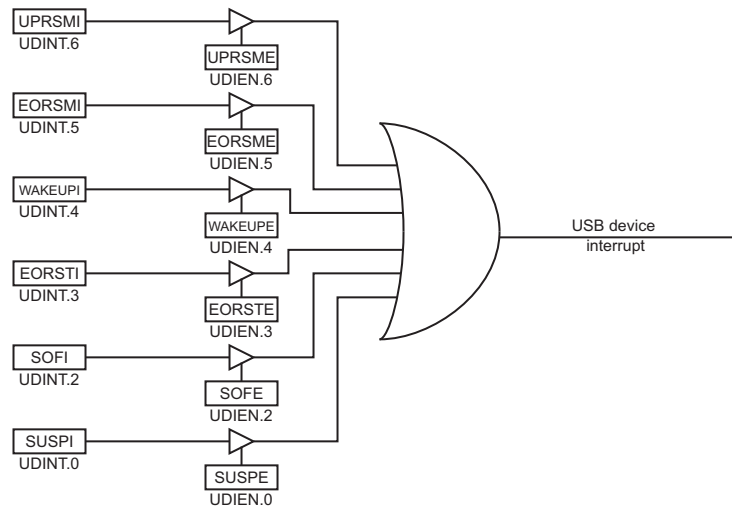 UPRSMI
UDINT.6
UPRSME
UDIEN.6
EORSMI
UDINT.5
EORSME
UDIEN.5
WAKEUPI
UDINT.4
WAKEUPE
UDIEN.4
EORSTI
UDINT.3
EORSTE
UDIEN.3
SOFI
UDINT.2
SOFE
UDIEN.2
SUSPI
UDINT.0
SUSPE
UDIEN.0
USB device
interrupt